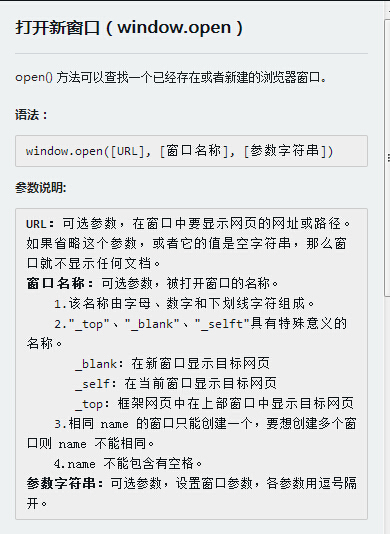 打开新窗口（window.open）
open() 方法可以查找一个已经存在或者新建的浏览器窗口。
语法：
window.open([URL], [窗口名称], [参数字符串])
参数说明:
URL：可选参数，在窗口中要显示网页的网址或路径。
如果省略这个参数，或者它的值是空字符串，那么窗
口就不显示任何文档。
窗口名称：可选参数，被打开窗口的名称。
1.该名称由字母、数字和下划线字符组成。
2."_top"、"_blank"、"_selft"具有特殊意义的
名称。
_blank：在新窗口显示目标网页
_self：在当前窗口显示目标网页
_top：框架网页中在上部窗口中显示目标网页
3.相同 name 的窗口只能创建一个，要想创建多个窗
口则 name 不能相同。
4.name 不能包含有空格。
参数字符串：可选参数，设置窗口参数，各参数用逗号隔
开。